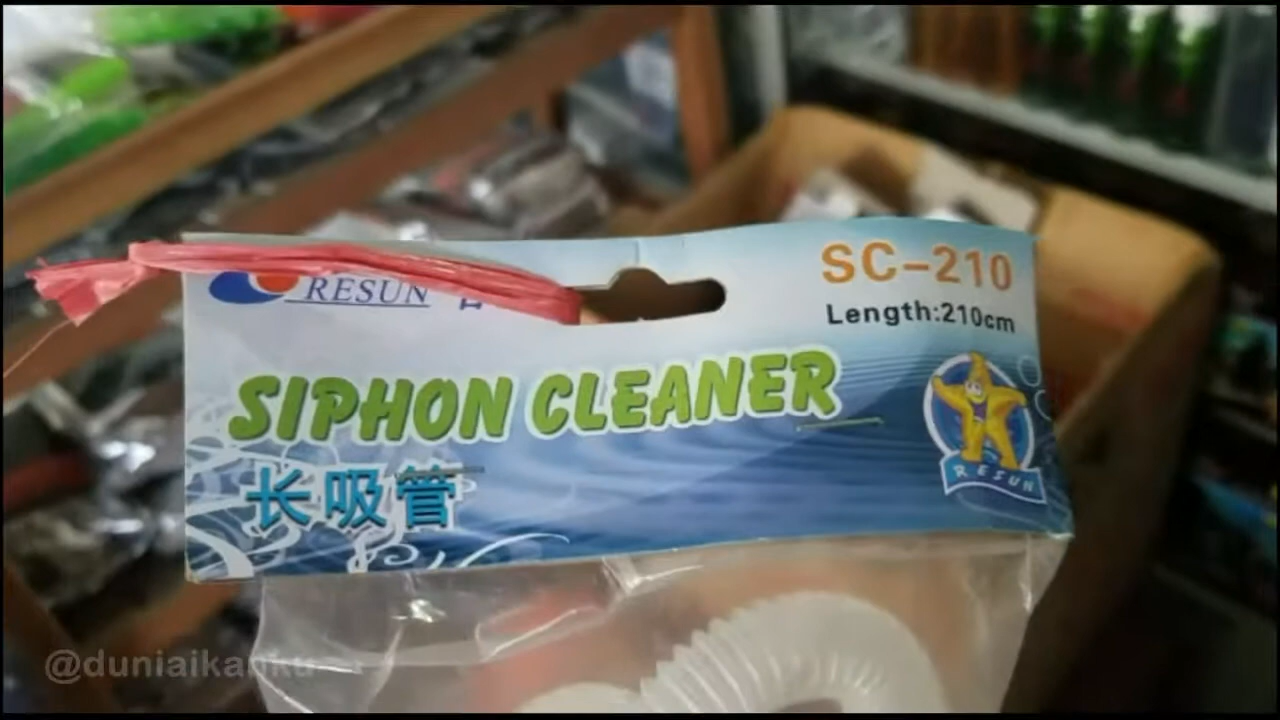 RESUN
SC-210
Length:210cm
SIPHON CLEANER
长吸管
RESUN
@duniaikanku